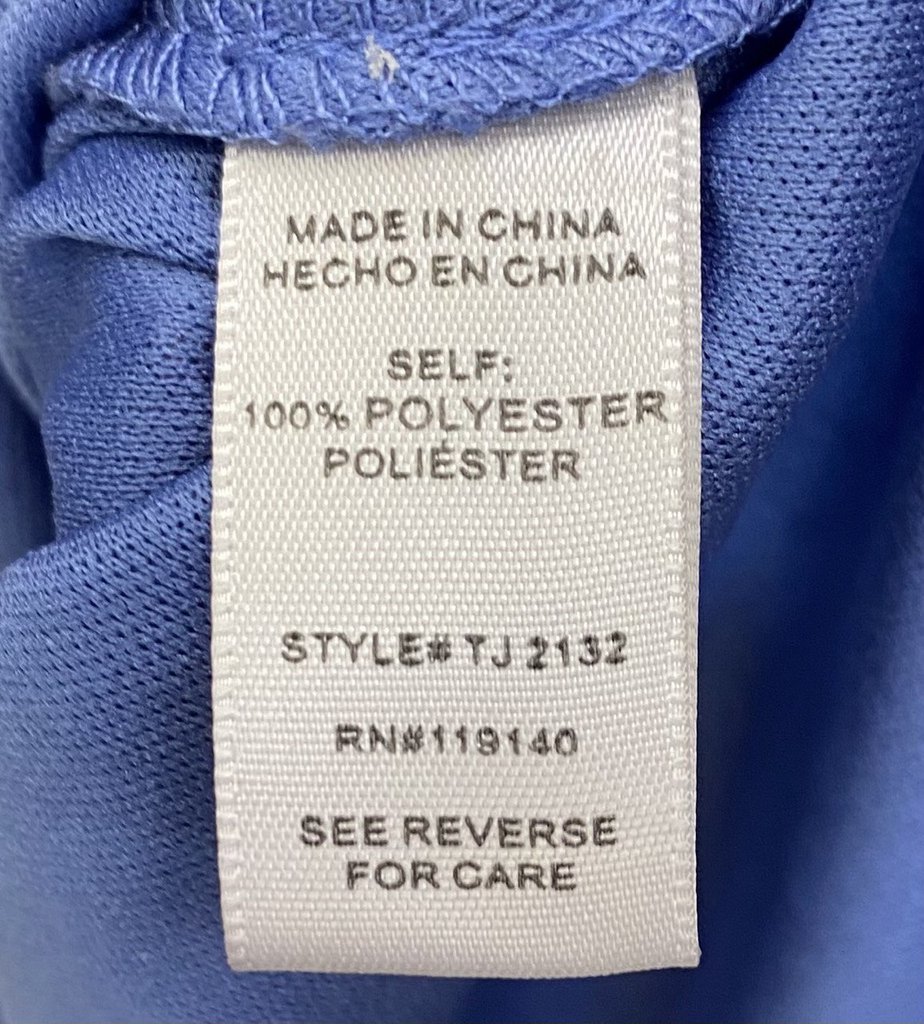 MADE IN CHINA
HECHO EN CHINA
SELF:
100% POLYESTER
POLIÉSTER
STYLE# TJ 2132
RN#119140
SEE REVERSE
FOR CARE